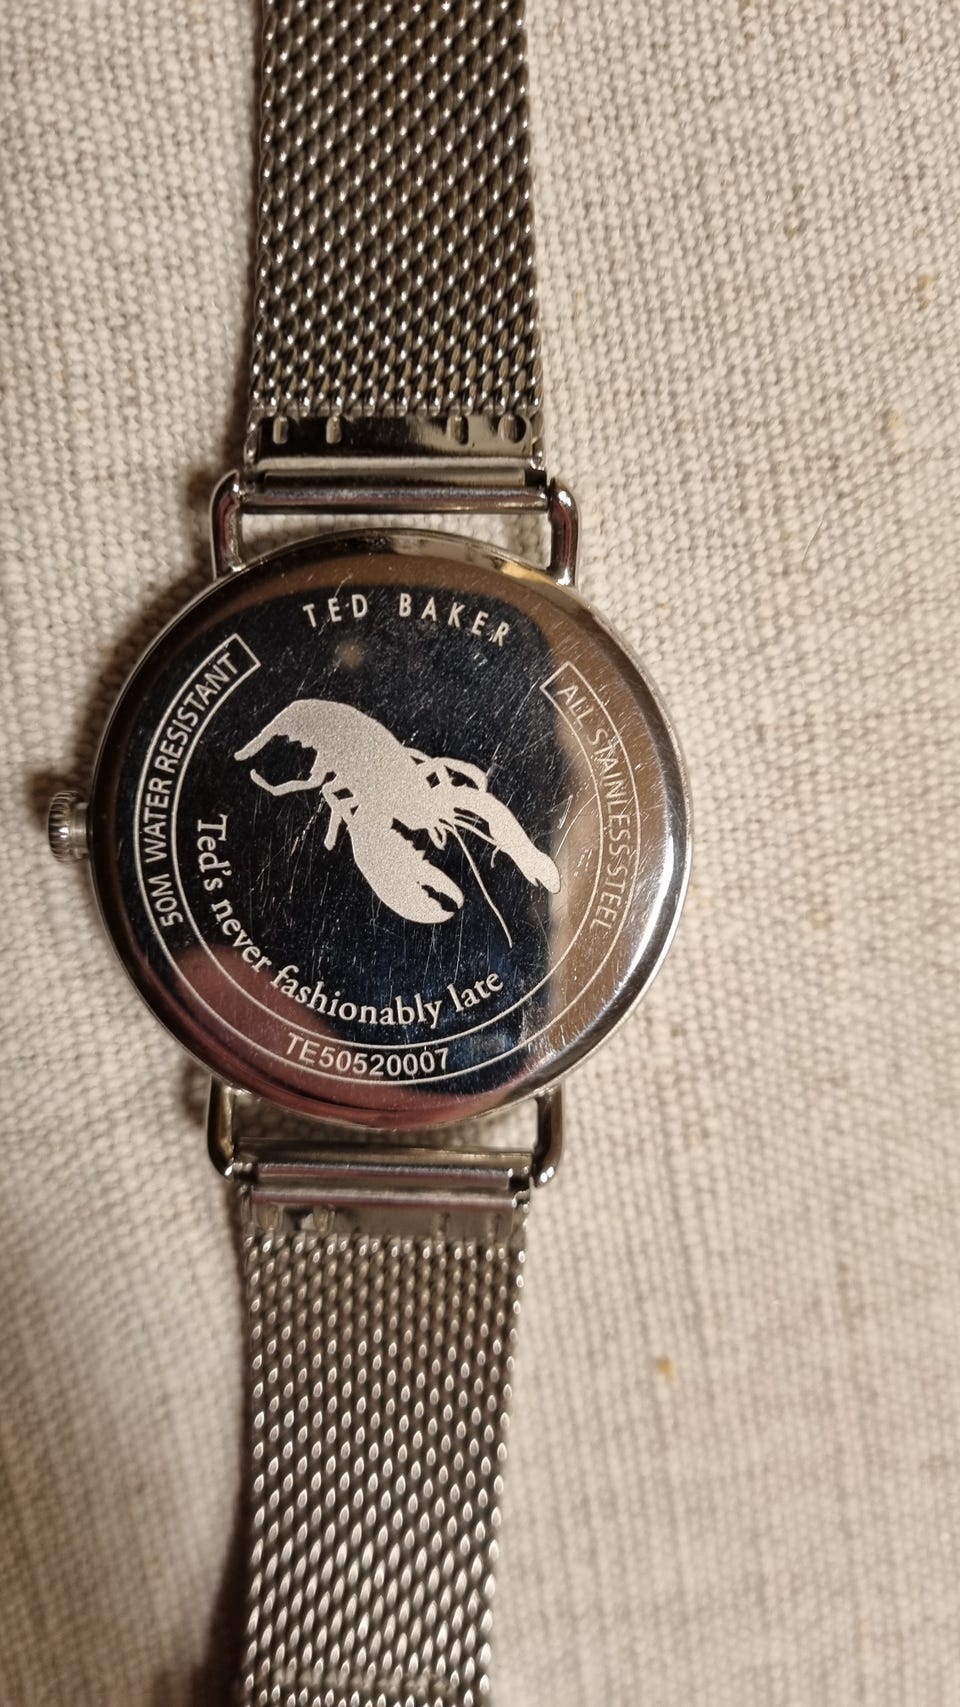 TED BAKER
50M WATER RESISTANT
ALL STAINLESS STEEL
Ted's never fashionably late
TE50520007